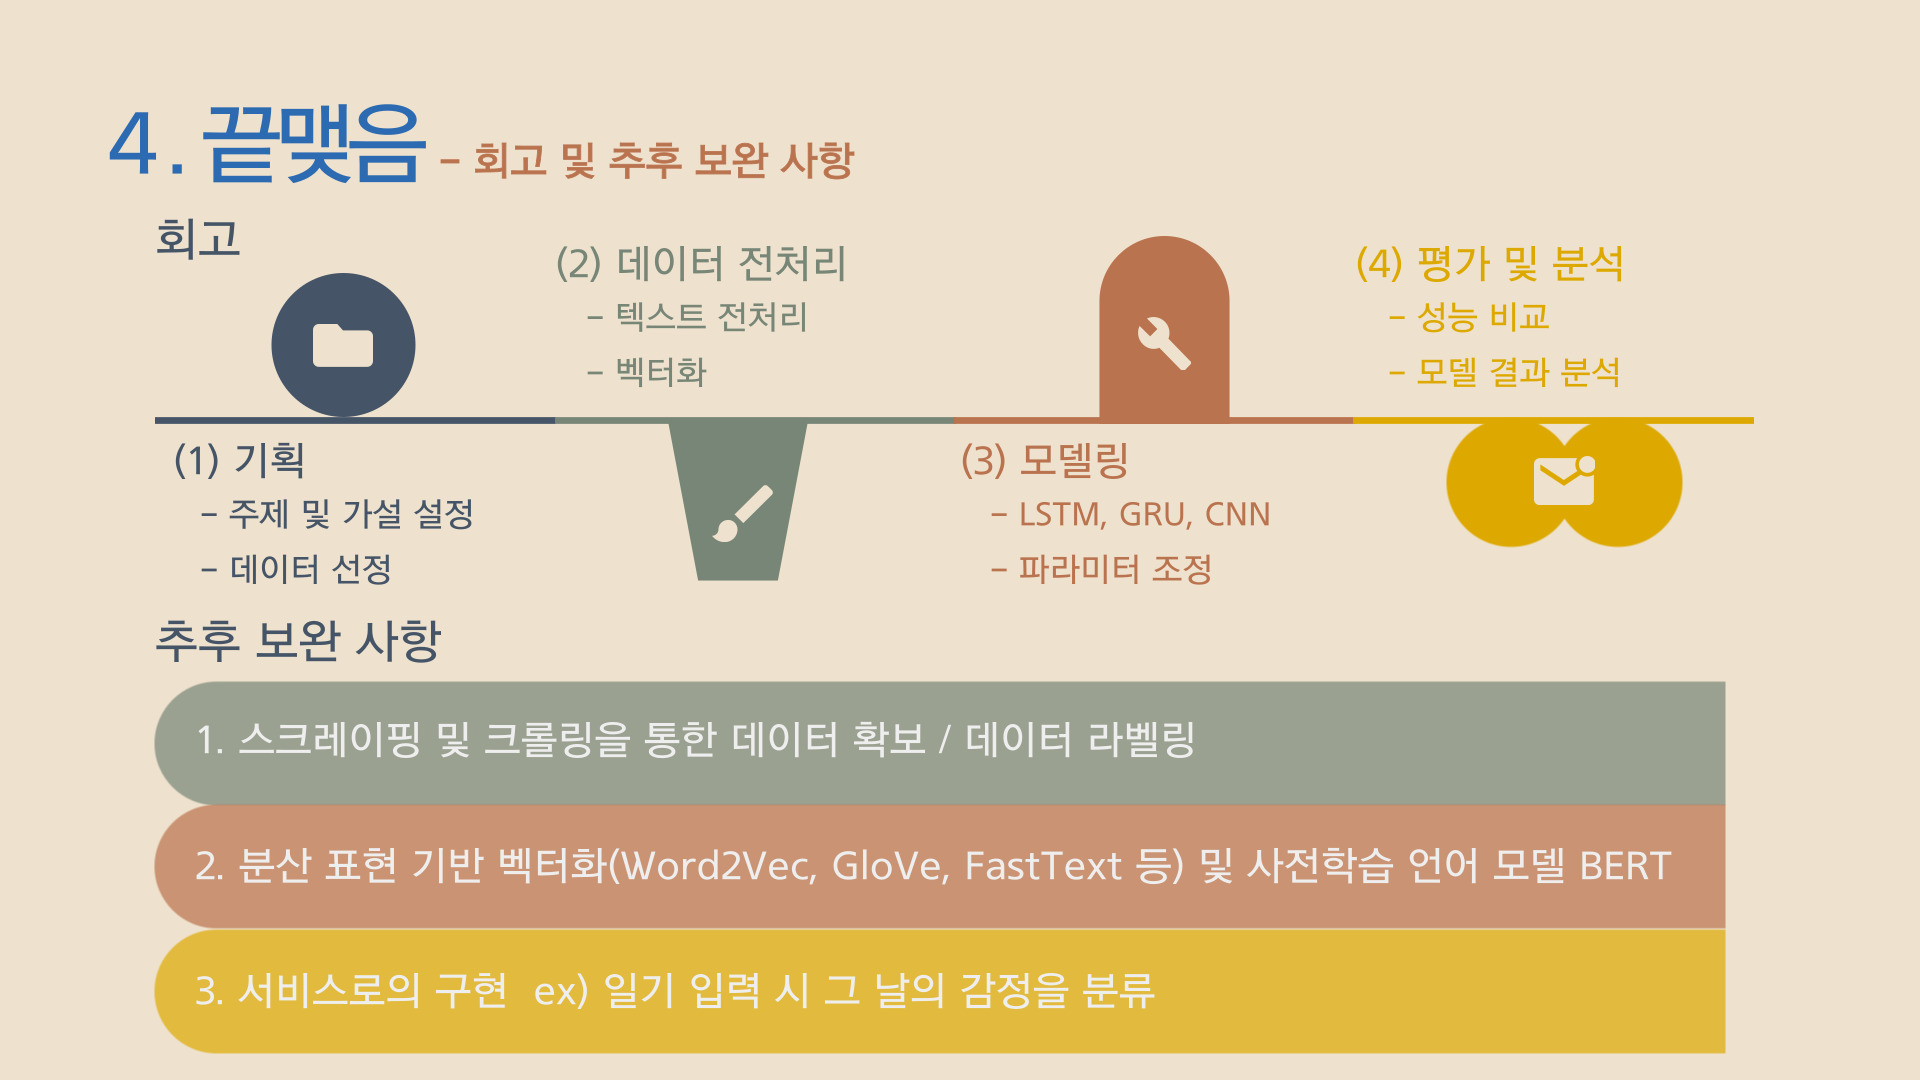 4. 끝맺음 – 회고 및 추후 보완 사항
회고
(1) 기획
– 주제 및 가설 설정
– 데이터 선정
(2) 데이터 전처리
– 텍스트 전처리
– 벡터화
(3) 모델링
– LSTM, GRU, CNN
– 파라미터 조정
(4) 평가 및 분석
– 성능 비교
– 모델 결과 분석
추후 보완 사항
1. 스크레이핑 및 크롤링을 통한 데이터 확보 / 데이터 라벨링
2. 분산 표현 기반 벡터화(Word2Vec, GloVe, FastText 등) 및 사전학습 언어 모델 BERT
3. 서비스로의 구현  ex) 일기 입력 시 그 날의 감정을 분류